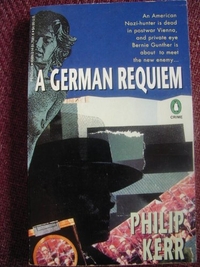 An American
Nazi-hunter is dead
in postwar Vienna,
and private eye
Bernie Gunther is
about to meet
the new enemy...
A GERMAN REQUIEM
CRIME
PHILIP
KERR